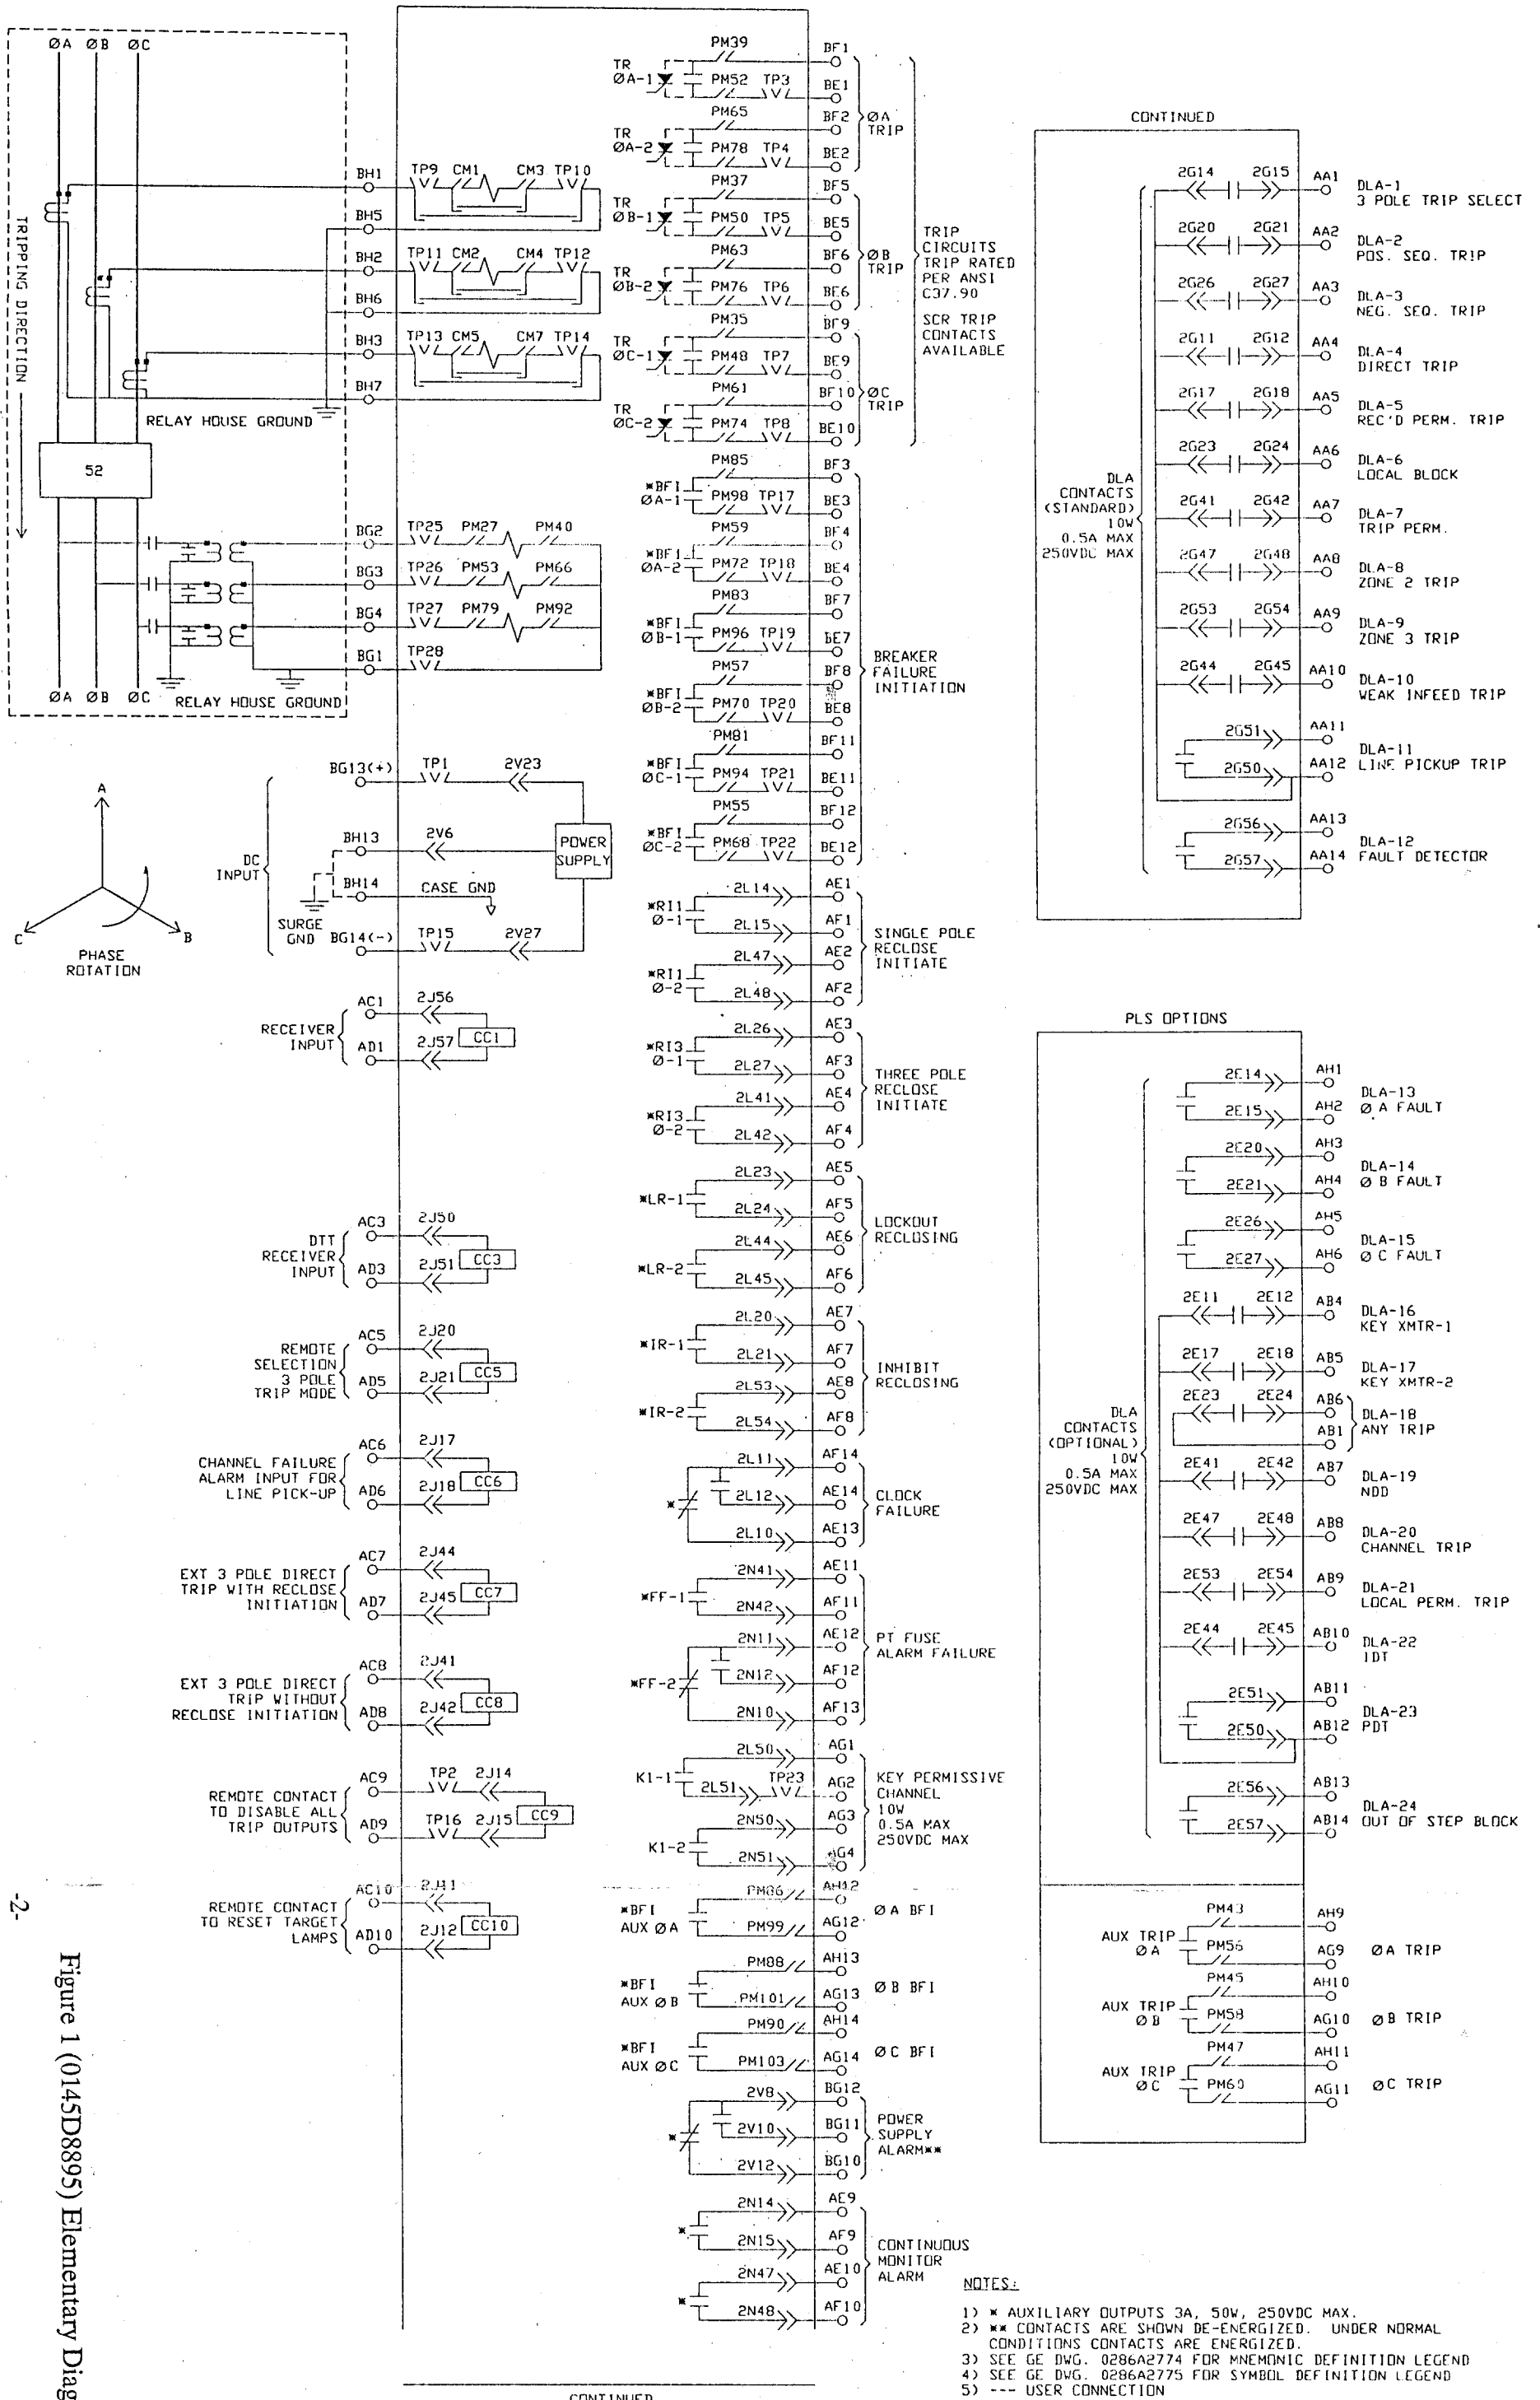 ØA ØB ØC
TRIPPING DIRECTION
RELAY HOUSE GROUND
52
ØA ØB ØC
RELAY HOUSE GROUND
BH1 TP9 CM1 CM3 TP10
BH5
BH2 TP11 CM2 CM4 TP12
BH6
BH3 TP13 CM5 CM7 TP14
BH7
BG2 TP25 PM27 PM40
BG3 TP26 PM53 PM66
BG4 TP27 PM79 PM92
BG1 TP28
A
C
B
PHASE
ROTATION
DC
INPUT
BG13(+) TP1 2V23
BH13 2V6
POWER
SUPPLY
BH14 CASE GND
SURGE
GND
BG14(-) TP15 2V27
RECEIVER
INPUT
AC1 2J56
CC1
AD1 2J57
DTT
RECEIVER
INPUT
AC3 2J50
CC3
AD3 2J51
REMOTE
SELECTION
3 POLE
TRIP MODE
AC5 2J20
CC5
AD5 2J21
CHANNEL FAILURE
ALARM INPUT FOR
LINE PICK-UP
AC6 2J17
CC6
AD6 2J18
EXT 3 POLE DIRECT
TRIP WITH RECLOSE
INITIATION
AC7 2J44
CC7
AD7 2J45
EXT 3 POLE DIRECT
TRIP WITHOUT
RECLOSE INITIATION
AC8 2J41
CC8
AD8 2J42
REMOTE CONTACT
TO DISABLE ALL
TRIP OUTPUTS
AC9 TP2 2J14
CC9
AD9 TP16 2J15
REMOTE CONTACT
TO RESET TARGET
LAMPS
AC10 2J11
CC10
AD10 2J12
PM39 BF1
TR
ØA-1 PM52 TP3 BE1
PM65 BF2
TR
ØA-2 PM78 TP4 BE2
ØA
TRIP
PM37 BF5
TR
ØB-1 PM50 TP5 BE5
PM63 BF6
TR
ØB-2 PM76 TP6 BE6
ØB
TRIP
PM35 BF9
TR
ØC-1 PM48 TP7 BE9
PM61 BF10
TR
ØC-2 PM74 TP8 BE10
ØC
TRIP
TRIP
CIRCUITS
TRIP RATED
PER ANSI
C37.90
SCR TRIP
CONTACTS
AVAILABLE
PM85 BF3
*BFI
ØA-1 PM98 TP17 BE3
PM59 BF4
*BFI
ØA-2 PM72 TP18 BE4
PM83 BF7
*BFI
ØB-1 PM96 TP19 BE7
PM57 BF8
*BFI
ØB-2 PM70 TP20 BE8
PM81 BF11
*BFI
ØC-1 PM94 TP21 BE11
PM55 BF12
*BFI
ØC-2 PM68 TP22 BE12
BREAKER
FAILURE
INITIATION
2L14 AE1
*RI1
Ø-1
2L15 AF1
2L47 AE2
*RI1
Ø-2
2L48 AF2
SINGLE POLE
RECLOSE
INITIATE
2L26 AE3
*RI3
Ø-1
2L27 AF3
2L41 AE4
*RI3
Ø-2
2L42 AF4
THREE POLE
RECLOSE
INITIATE
2L23 AE5
*LR-1
2L24 AF5
2L44 AE6
*LR-2
2L45 AF6
LOCKOUT
RECLOSING
2L20 AE7
*IR-1
2L21 AF7
2L53 AE8
*IR-2
2L54 AF8
INHIBIT
RECLOSING
2L11 AF14
*
2L12 AE14
2L10 AE13
CLOCK
FAILURE
2N41 AE11
*FF-1
2N42 AF11
2N11 AE12
*FF-2
2N12 AF12
2N10 AF13
PT FUSE
ALARM FAILURE
2L50 AG1
K1-1
2L51 TP23 AG2
2N50 AG3
K1-2
2N51 AG4
KEY PERMISSIVE
CHANNEL
10W
0.5A MAX
250VDC MAX
PM86 AH12
*BFI
AUX ØA
PM99 AG12
ØA BFI
PM88 AH13
*BFI
AUX ØB
PM101 AG13
ØB BFI
PM90 AH14
*BFI
AUX ØC
PM103 AG14
ØC BFI
2V8 BG12
*
2V10 BG11
2V12 BG10
POWER
SUPPLY
ALARM**
2N14 AE9
*
2N15 AF9
2N47 AE10
*
2N48 AF10
CONTINUOUS
MONITOR
ALARM
CONTINUED
CONTINUED
DLA
CONTACTS
(STANDARD)
10W
0.5A MAX
250VDC MAX
2G14 2G15 AA1 DLA-1
3 POLE TRIP SELECT
2G20 2G21 AA2 DLA-2
POS. SEQ. TRIP
2G26 2G27 AA3 DLA-3
NEG. SEQ. TRIP
2G11 2G12 AA4 DLA-4
DIRECT TRIP
2G17 2G18 AA5 DLA-5
REC'D PERM. TRIP
2G23 2G24 AA6 DLA-6
LOCAL BLOCK
2G41 2G42 AA7 DLA-7
TRIP PERM.
2G47 2G48 AA8 DLA-8
ZONE 2 TRIP
2G53 2G54 AA9 DLA-9
ZONE 3 TRIP
2G44 2G45 AA10 DLA-10
WEAK INFEED TRIP
2G51 AA11
DLA-11
2G50 AA12 LINE PICKUP TRIP
2G56 AA13
DLA-12
2G57 AA14 FAULT DETECTOR
PLS OPTIONS
DLA
CONTACTS
(OPTIONAL)
10W
0.5A MAX
250VDC MAX
2E14 AH1
DLA-13
2E15 AH2 ØA FAULT
2E20 AH3
DLA-14
2E21 AH4 ØB FAULT
2E26 AH5
DLA-15
2E27 AH6 ØC FAULT
2E11 2E12 AB4 DLA-16
KEY XMTR-1
2E17 2E18 AB5 DLA-17
KEY XMTR-2
2E23 2E24 AB6
DLA-18
AB1 ANY TRIP
2E41 2E42 AB7 DLA-19
NDD
2E47 2E48 AB8 DLA-20
CHANNEL TRIP
2E53 2E54 AB9 DLA-21
LOCAL PERM. TRIP
2E44 2E45 AB10 DLA-22
IDT
2E51 AB11
DLA-23
2E50 AB12 PDT
2E56 AB13
DLA-24
2E57 AB14 OUT OF STEP BLOCK
PM43 AH9
AUX TRIP
ØA PM56 AG9 ØA TRIP
PM45 AH10
AUX TRIP
ØB PM58 AG10 ØB TRIP
PM47 AH11
AUX TRIP
ØC PM60 AG11 ØC TRIP
NOTES:
1) * AUXILIARY OUTPUTS 3A, 50W, 250VDC MAX.
2) ** CONTACTS ARE SHOWN DE-ENERGIZED. UNDER NORMAL
CONDITIONS CONTACTS ARE ENERGIZED.
3) SEE GE DWG. 0286A2774 FOR MNEMONIC DEFINITION LEGEND
4) SEE GE DWG. 0286A2775 FOR SYMBOL DEFINITION LEGEND
5) --- USER CONNECTION
-2-
Figure 1 (0145D8895) Elementary Diag